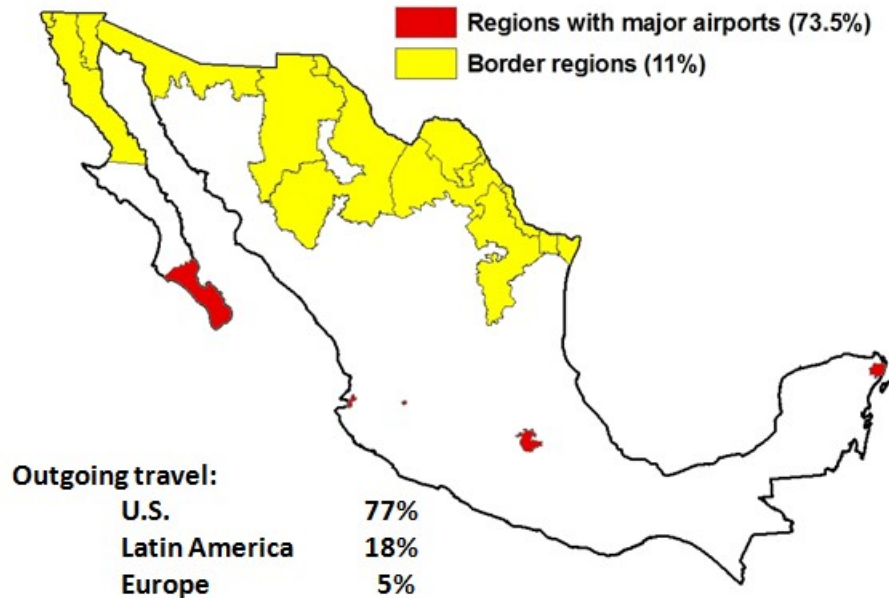 Regions with major airports (73.5%)
Border regions (11%)
Outgoing travel:
U.S. 77%
Latin America 18%
Europe 5%